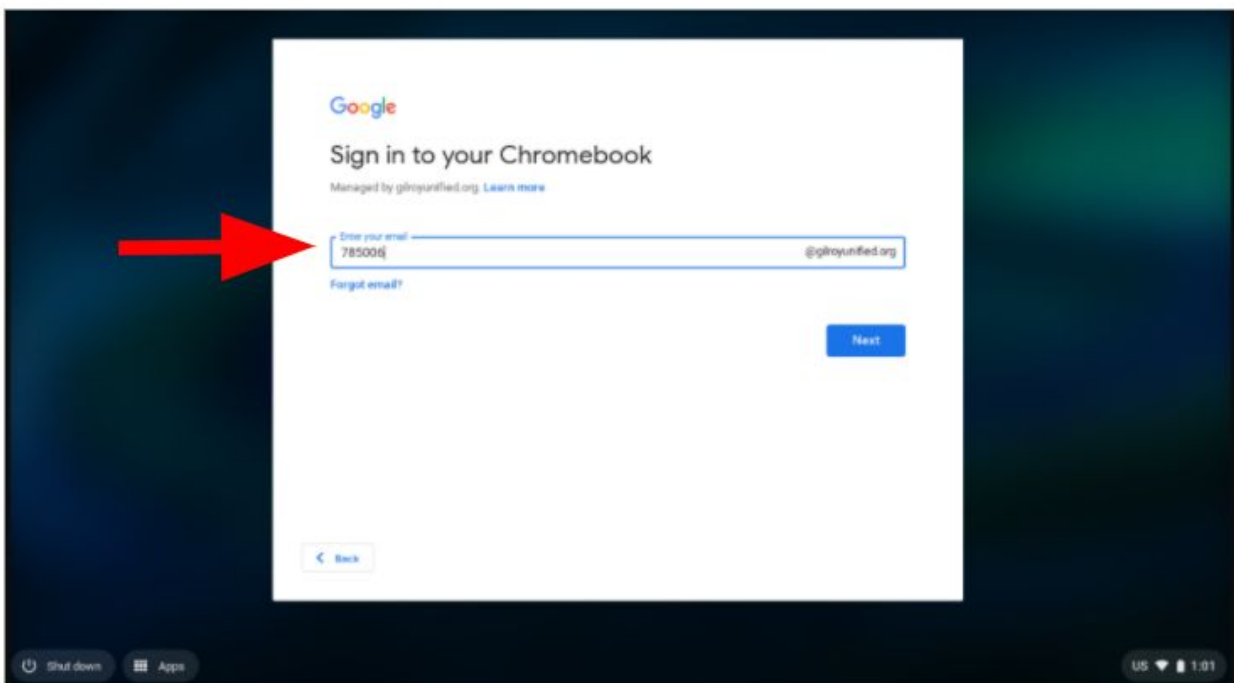 Google
Sign in to your Chromebook
Managed by gilroyunified.org. Learn more
Enter your email
785006 @gilroyunified.org
Forgot email?
Next
Back
Shut down Apps US 1:01